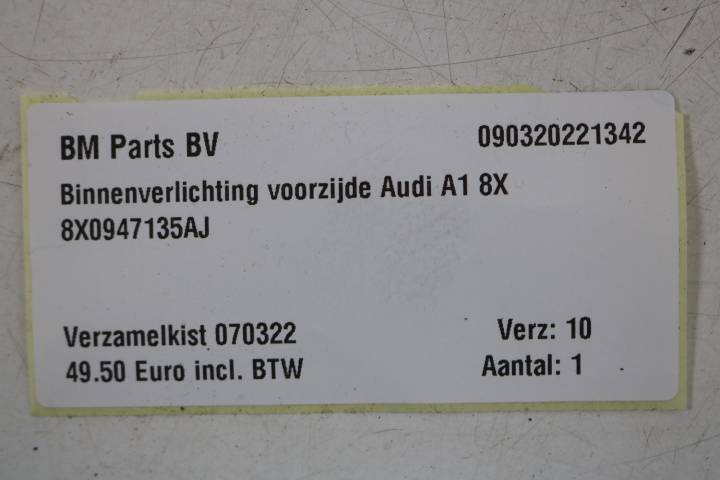 BM Parts BV 090320221342
Binnenverlichting voorzijde Audi A1 8X
8X0947135AJ
Verzamelkist 070322 Verz: 10
49.50 Euro incl. BTW Aantal: 1